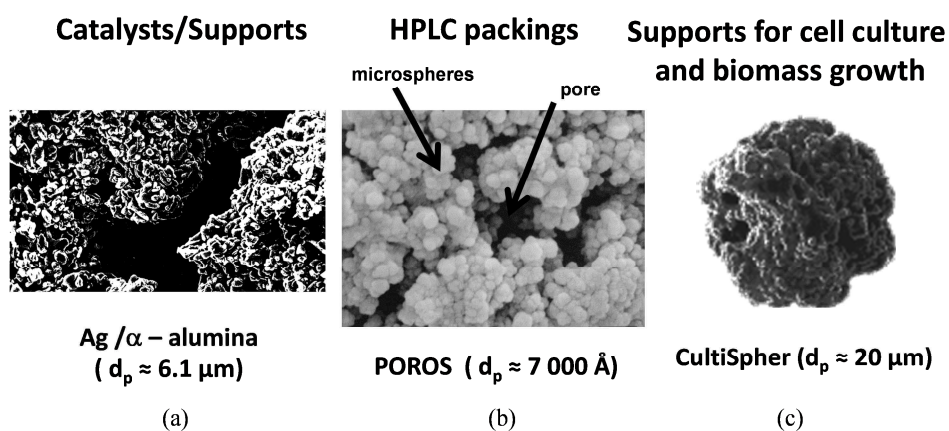 Catalysts/Supports
HPLC packings
Supports for cell culture
and biomass growth
microspheres
pore
Ag /α – alumina
( dp ≈ 6.1 μm)
POROS ( dp ≈ 7 000 Å)
CultiSpher (dp ≈ 20 μm)
(a)
(b)
(c)